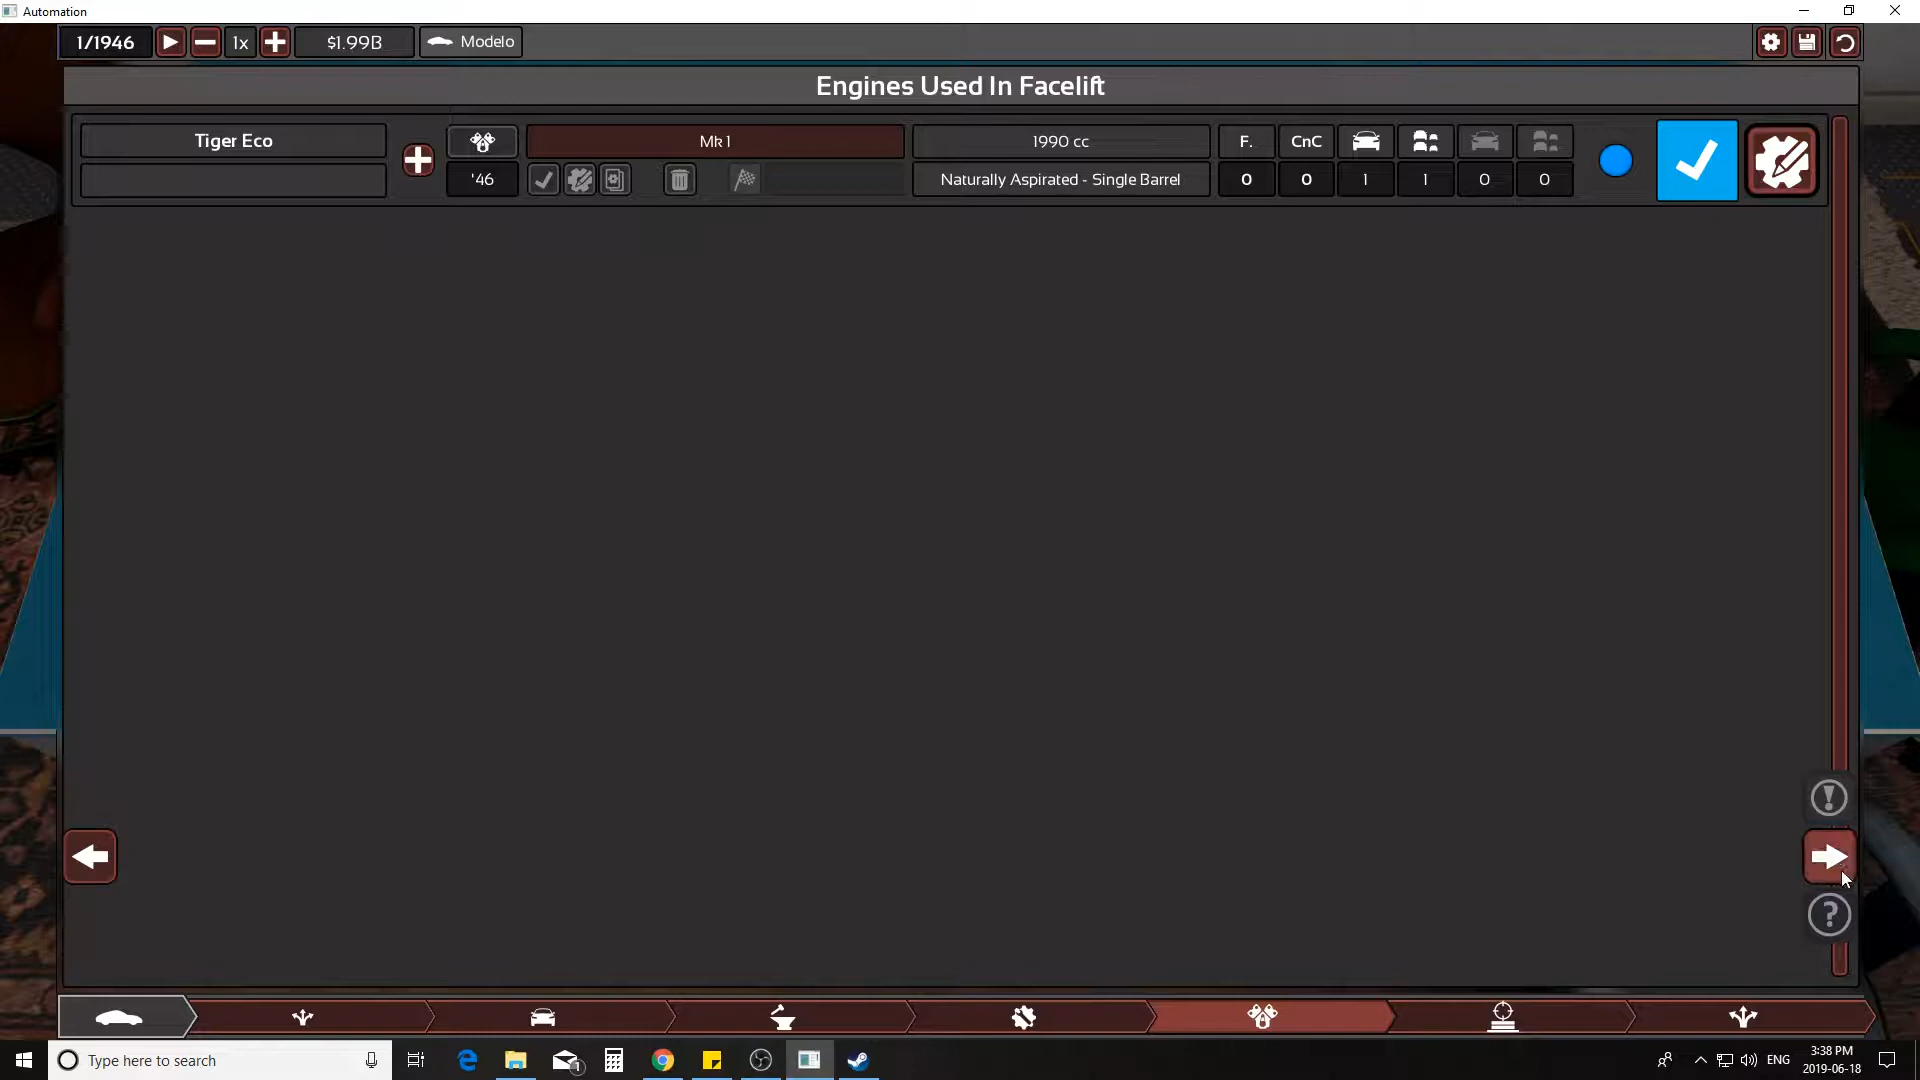 Automation
1/1946
1x
$1.99B
Modelo
Engines Used In Facelift
Tiger Eco
Mk 1
1990 cc
F.
CnC
'46
Naturally Aspirated - Single Barrel
0
0
1
1
0
0
Type here to search
1
ENG
3:38 PM
2019-06-18